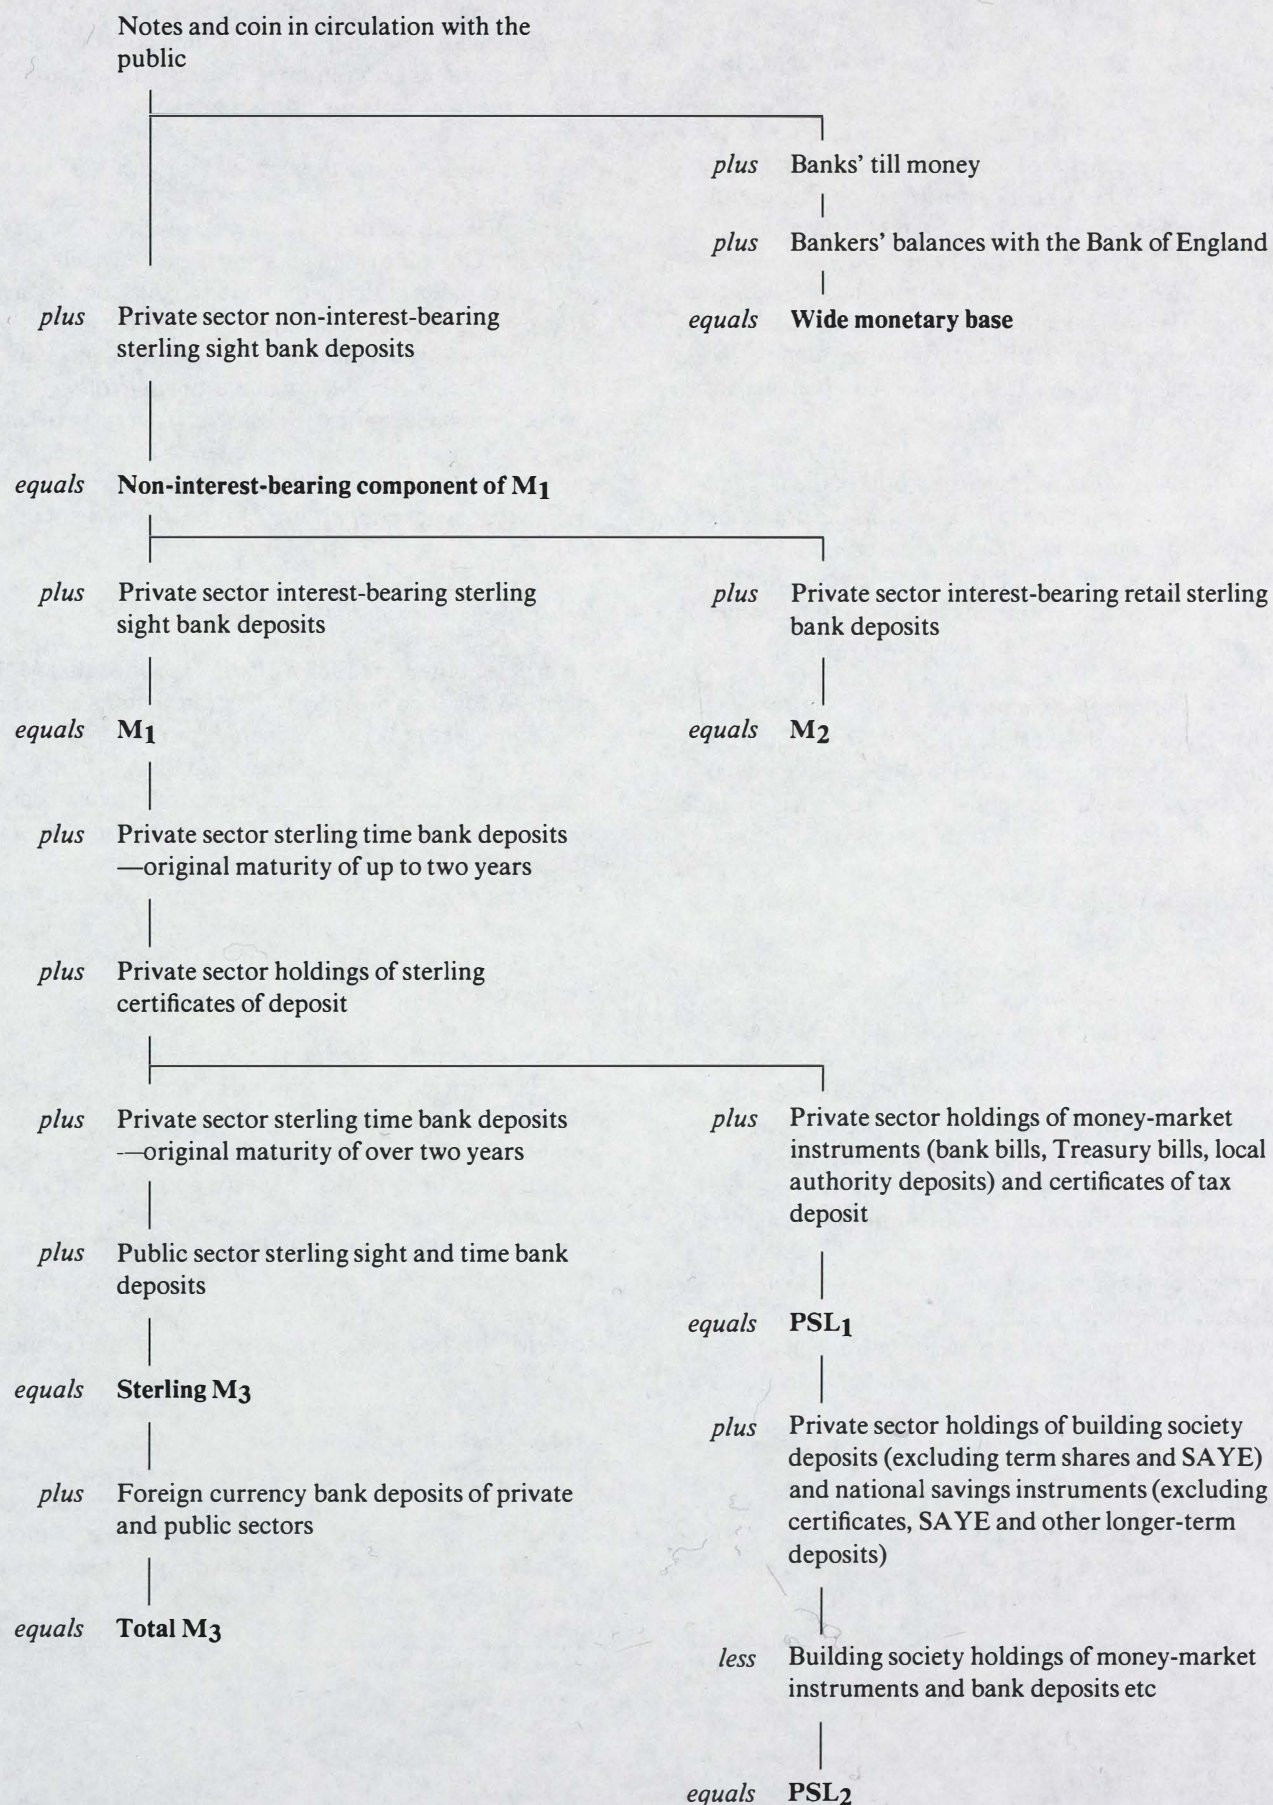 Notes and coin in circulation with the
public
plus Banks’ till money
plus Bankers’ balances with the Bank of England
equals Wide monetary base
plus Private sector non-interest-bearing
sterling sight bank deposits
equals Non-interest-bearing component of M1
plus Private sector interest-bearing sterling
sight bank deposits
equals M1
plus Private sector interest-bearing retail sterling
bank deposits
equals M2
plus Private sector sterling time bank deposits
—original maturity of up to two years
plus Private sector holdings of sterling
certificates of deposit
plus Private sector sterling time bank deposits
—original maturity of over two years
plus Public sector sterling sight and time bank
deposits
equals Sterling M3
plus Foreign currency bank deposits of private
and public sectors
equals Total M3
plus Private sector holdings of money-market
instruments (bank bills, Treasury bills, local
authority deposits) and certificates of tax
deposit
equals PSL1
plus Private sector holdings of building society
deposits (excluding term shares and SAYE)
and national savings instruments (excluding
certificates, SAYE and other longer-term
deposits)
less Building society holdings of money-market
instruments and bank deposits etc
equals PSL2